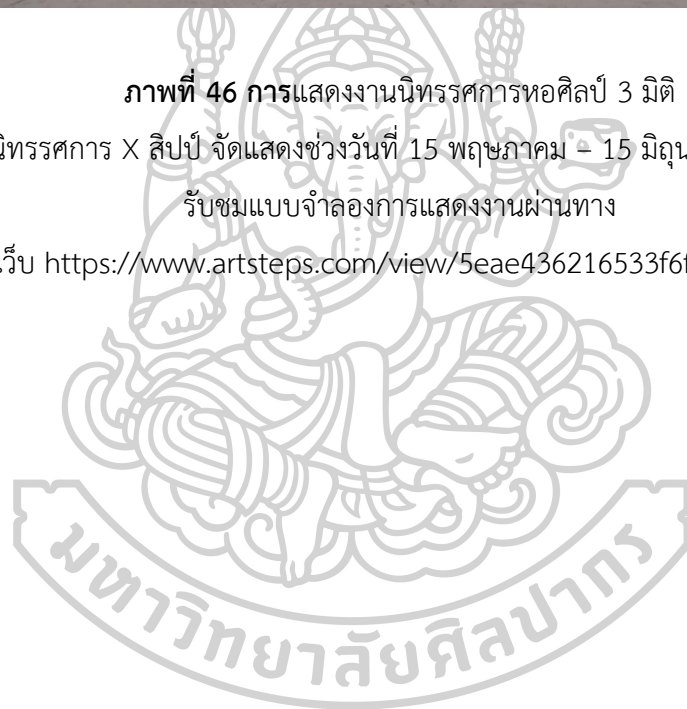 ภาพที่ 46 การแสดงงานนิทรรศการหอศิลป์ 3 มิติ
นิทรรศการ X สิปป์ จัดแสดงช่วงวันที่ 15 พฤษภาคม – 15
รับชมแบบจำลองการแสดงงานผ่านทาง
เว็บ https://www.artsteps.com/view/5eae436216533f6f
มหาวิทยาลัยศิลปากร